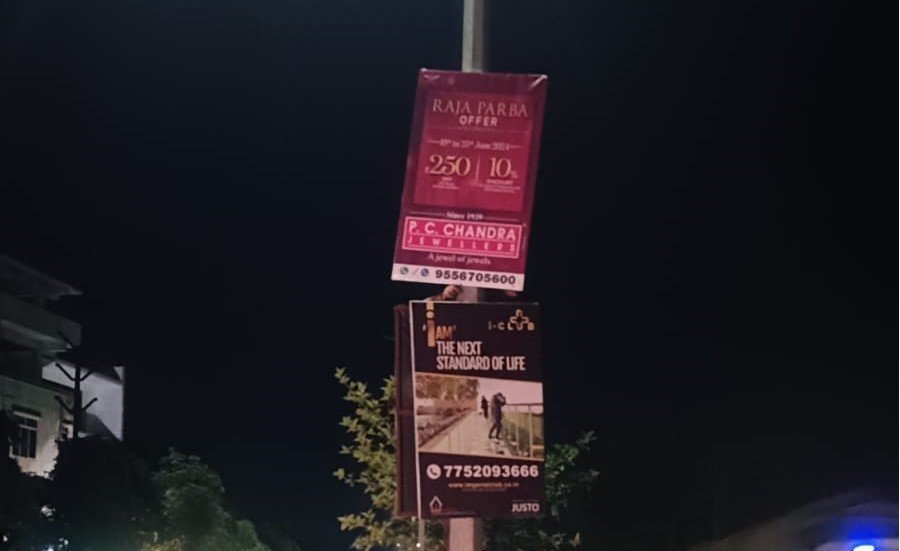 RAJA PARBA
OFFER
₹250
10%
Since 1939
P. C. CHANDRA
JEWELLERS
A jewel of jewels
9556705600
i-CLUB
'i AM'
THE NEXT
STANDARD OF LIFE
7752093666
JUSTO